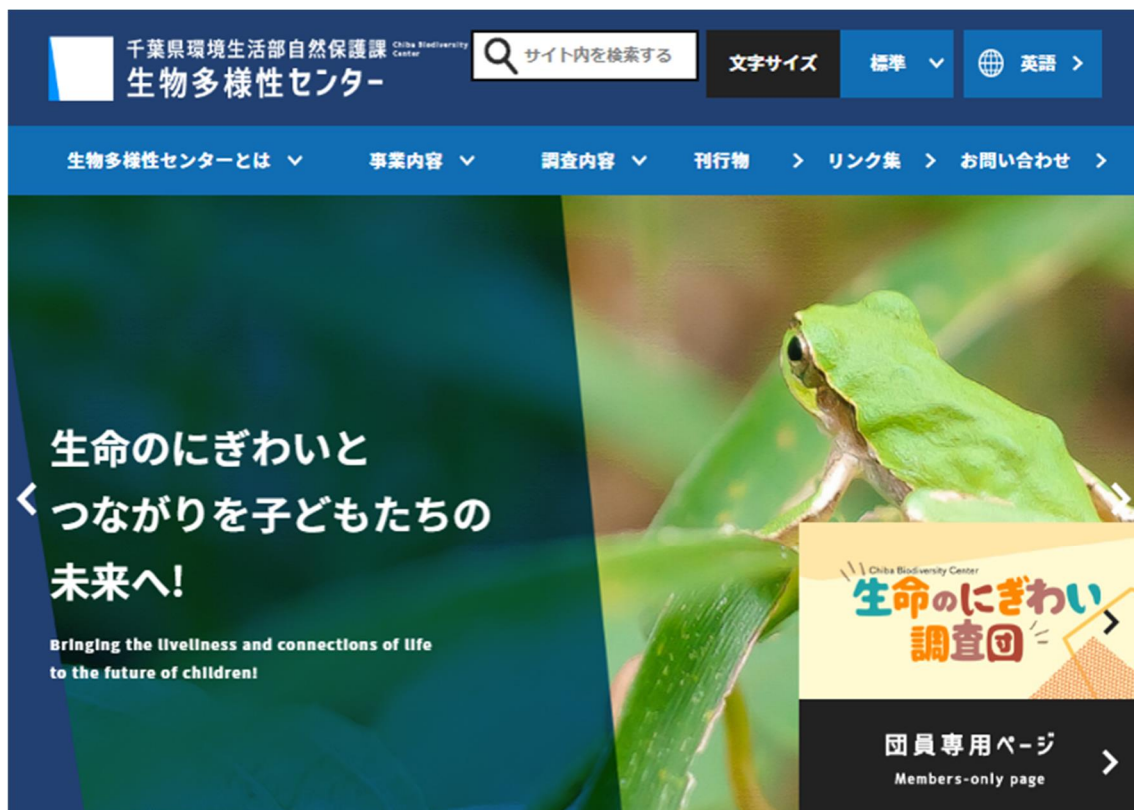 千葉県環境生活部自然保護課 Chiba Biodiversity Center
生物多様性センター
サイト内を検索する
文字サイズ
標準
英語
生物多様性センターとは
事業内容
調査内容
刊行物
リンク集
お問い合わせ
生命のにぎわいと
つながりを子どもたちの
未来へ!
Bringing the liveliness and connections of life
to the future of children!
Chiba Biodiversity Center
生命のにぎわい
調査団
団員専用ページ
Members-only page